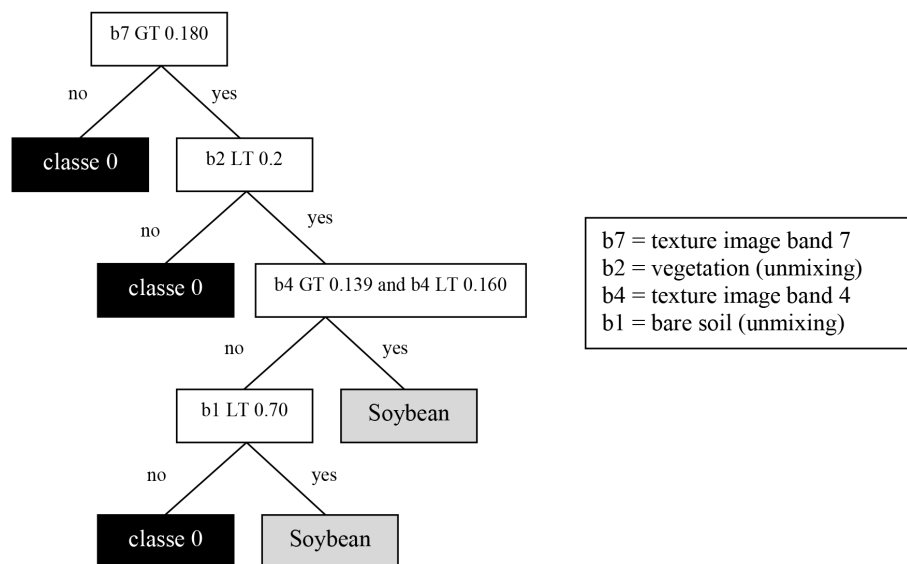 b7 GT 0.180
no
yes
classe 0
b2 LT 0.2
no
yes
classe 0
b4 GT 0.139 and b4 LT 0.160
no
yes
b1 LT 0.70
Soybean
no
yes
classe 0
Soybean
b7 = texture image band 7
b2 = vegetation (unmixing)
b4 = texture image band 4
b1 = bare soil (unmixing)